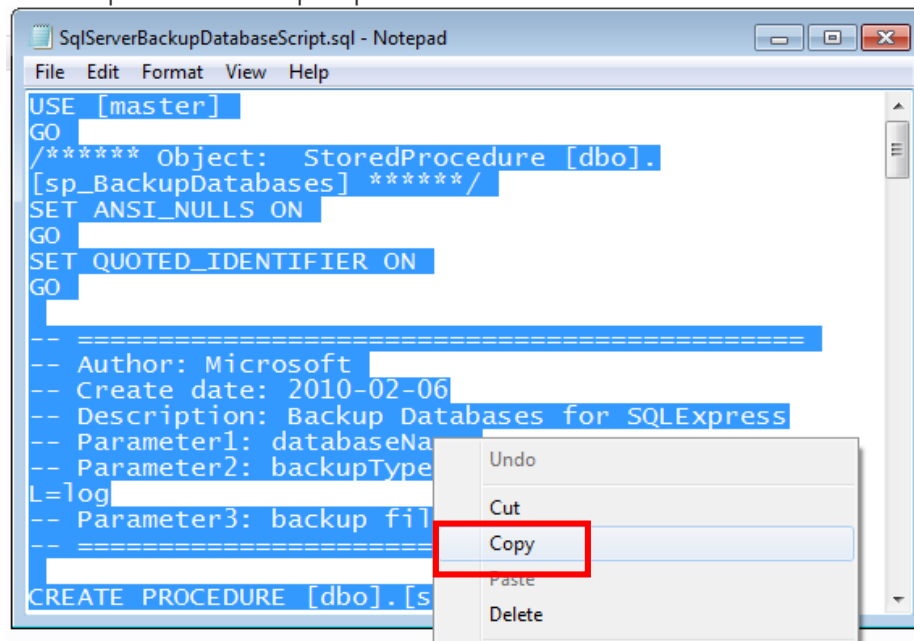 SqlServerBackupDatabaseScript.sql - Notepad
File Edit Format View Help
USE [master]
GO
/****** Object: StoredProcedure [dbo].
[sp_BackupDatabases] ******/
SET ANSI_NULLS ON
GO
SET QUOTED_IDENTIFIER ON
GO
-- =============================================
-- Author: Microsoft
-- Create date: 2010-02-06
-- Description: Backup Databases for SQLExpress
-- Parameter1: databaseNa
-- Parameter2: backupType
L=log
-- Parameter3: backup fil
-- ======================
CREATE PROCEDURE [dbo].[s
Undo
Cut
Copy
Paste
Delete